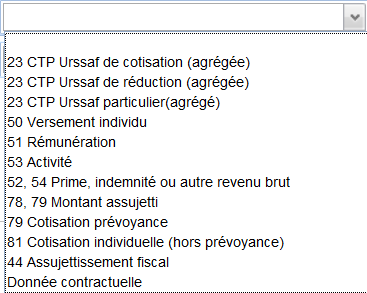 23 CTP Urssaf de cotisation (agrégée)
23 CTP Urssaf de réduction (agrégée)
23 CTP Urssaf particulier(agrégé)
50 Versement individu
51 Rémunération
53 Activité
52, 54 Prime, indemnité ou autre revenu brut
78, 79 Montant assujetti
79 Cotisation prévoyance
81 Cotisation individuelle (hors prévoyance)
44 Assujettissement fiscal
Donnée contractuelle